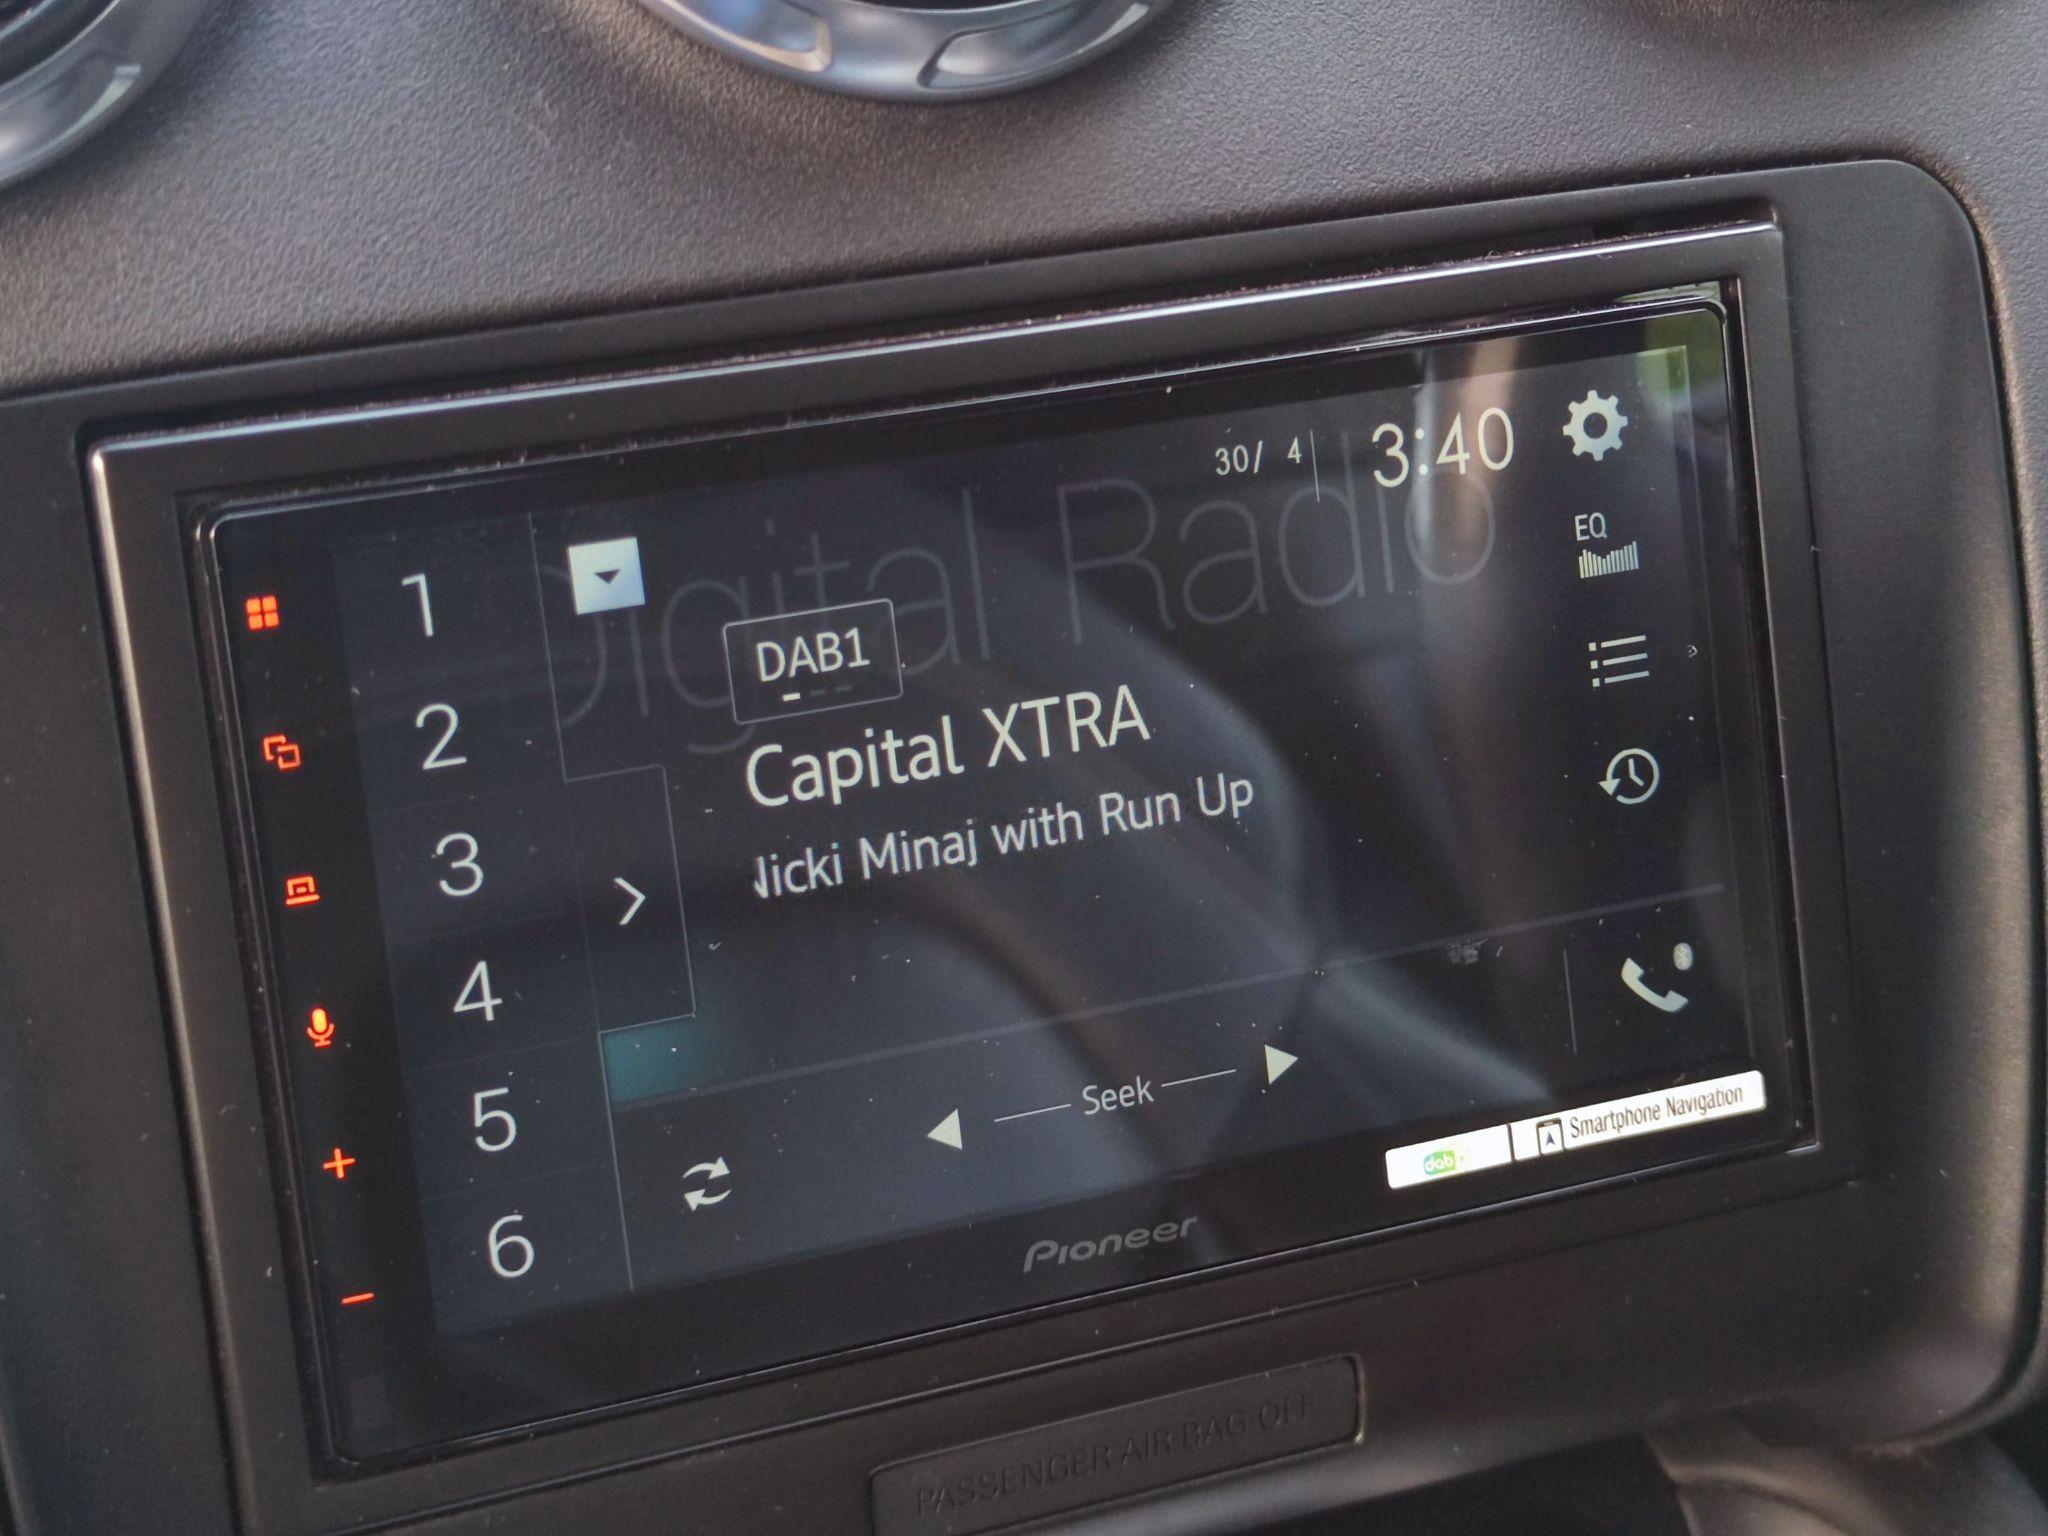 30/ 4
3:40
Digital Radio
EQ
DAB1
Capital XTRA
Nicki Minaj with Run Up
1
2
3
4
5
6
Seek
dab+
Smartphone Navigation
Pioneer
PASSENGER AIR BAG OFF